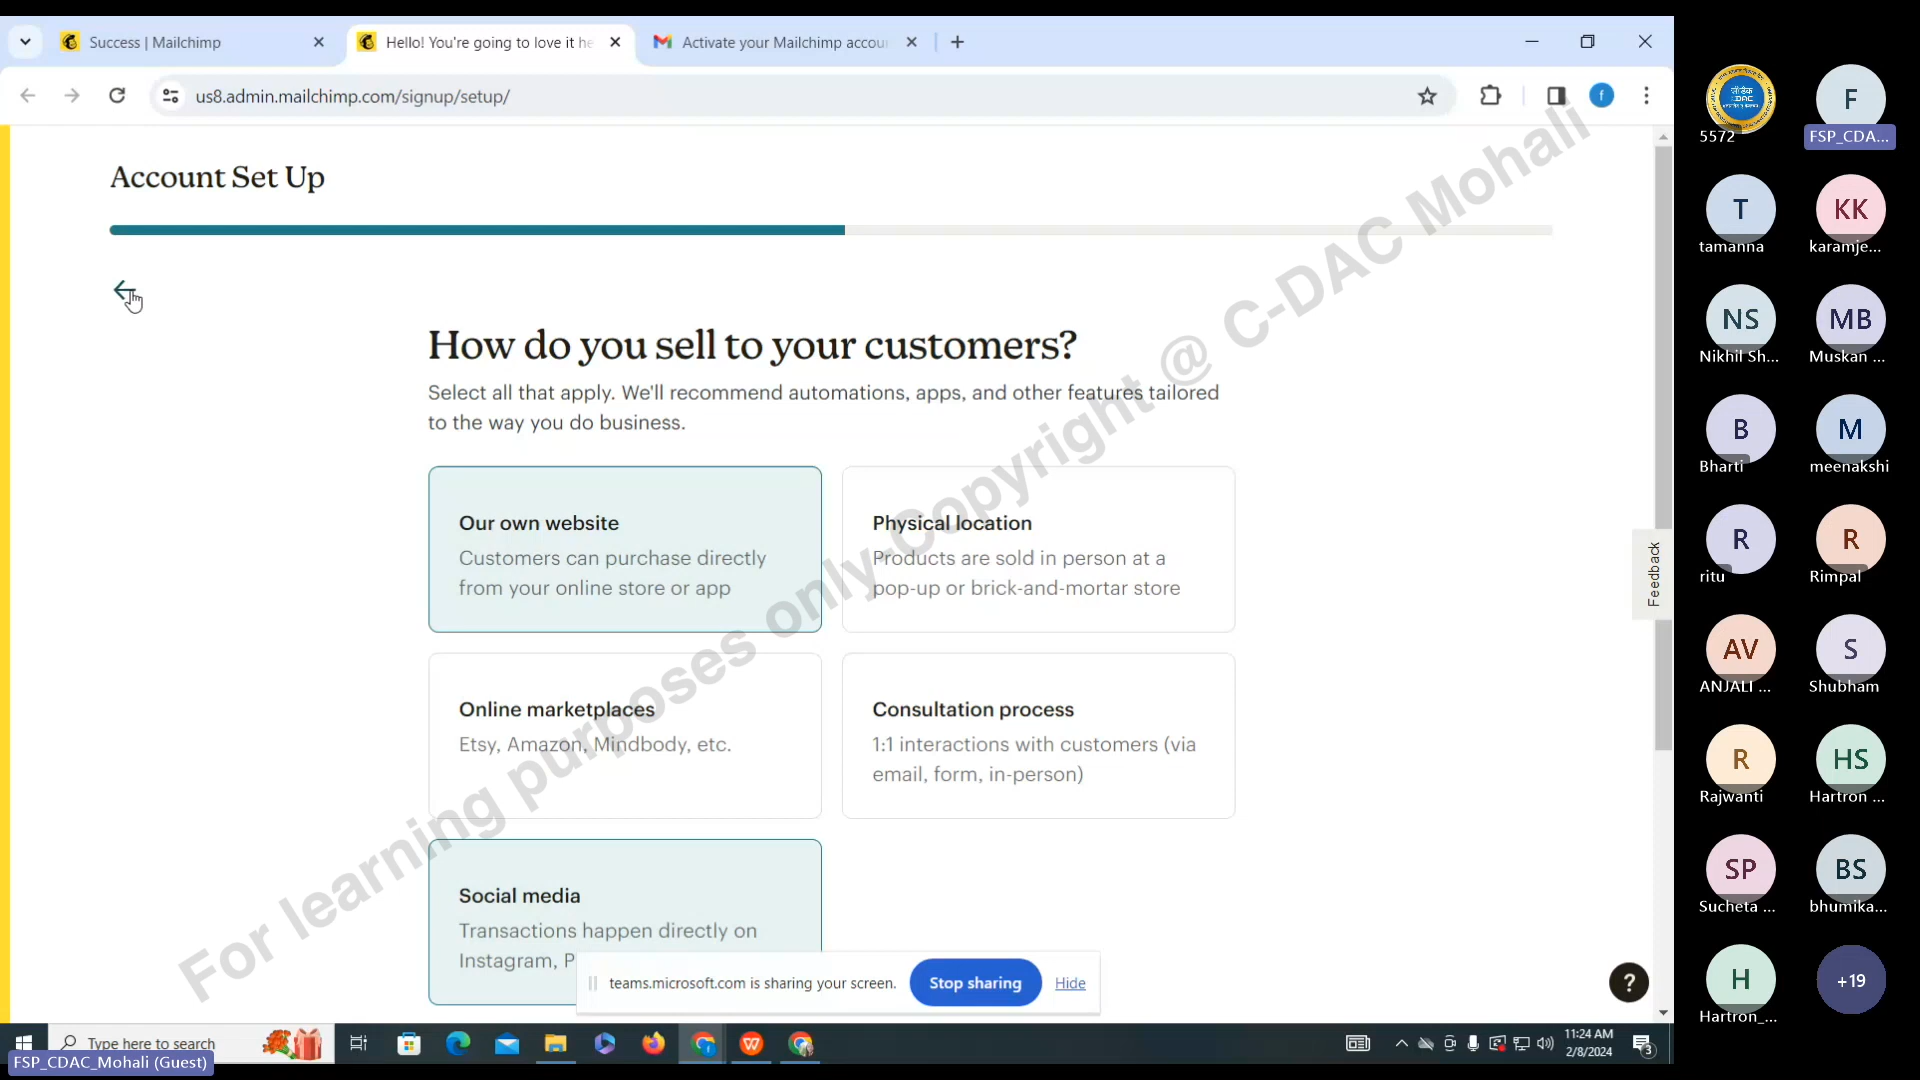 Success | Mailchimp
Hello! You're going to love it he
Activate your Mailchimp accou
us8.admin.mailchimp.com/signup/setup/
f
Account Set Up
How do you sell to your customers?
Select all that apply. We'll recommend automations, apps, and other features tailored
to the way you do business.
Our own website
Customers can purchase directly
from your online store or app
Physical location
Products are sold in person at a
pop-up or brick-and-mortar store
Online marketplaces
Etsy, Amazon, Mindbody, etc.
Consultation process
1:1 interactions with customers (via
email, form, in-person)
Social media
Transactions happen directly on
Instagram, P
Feedback
?
For learning purposes only-Copyright @ C-DAC Mohali
teams.microsoft.com is sharing your screen.
Stop sharing
Hide
Type here to search
11:24 AM
2/8/2024
3
FSP_CDAC_Mohali (Guest)
5572
F
FSP_CDA...
T
tamanna
KK
karamje...
NS
Nikhil Sh...
MB
Muskan ...
B
Bharti
M
meenakshi
R
ritu
R
Rimpal
AV
ANJALI ...
S
Shubham
R
Rajwanti
HS
Hartron ...
SP
Sucheta ...
BS
bhumika...
H
Hartron_...
+19